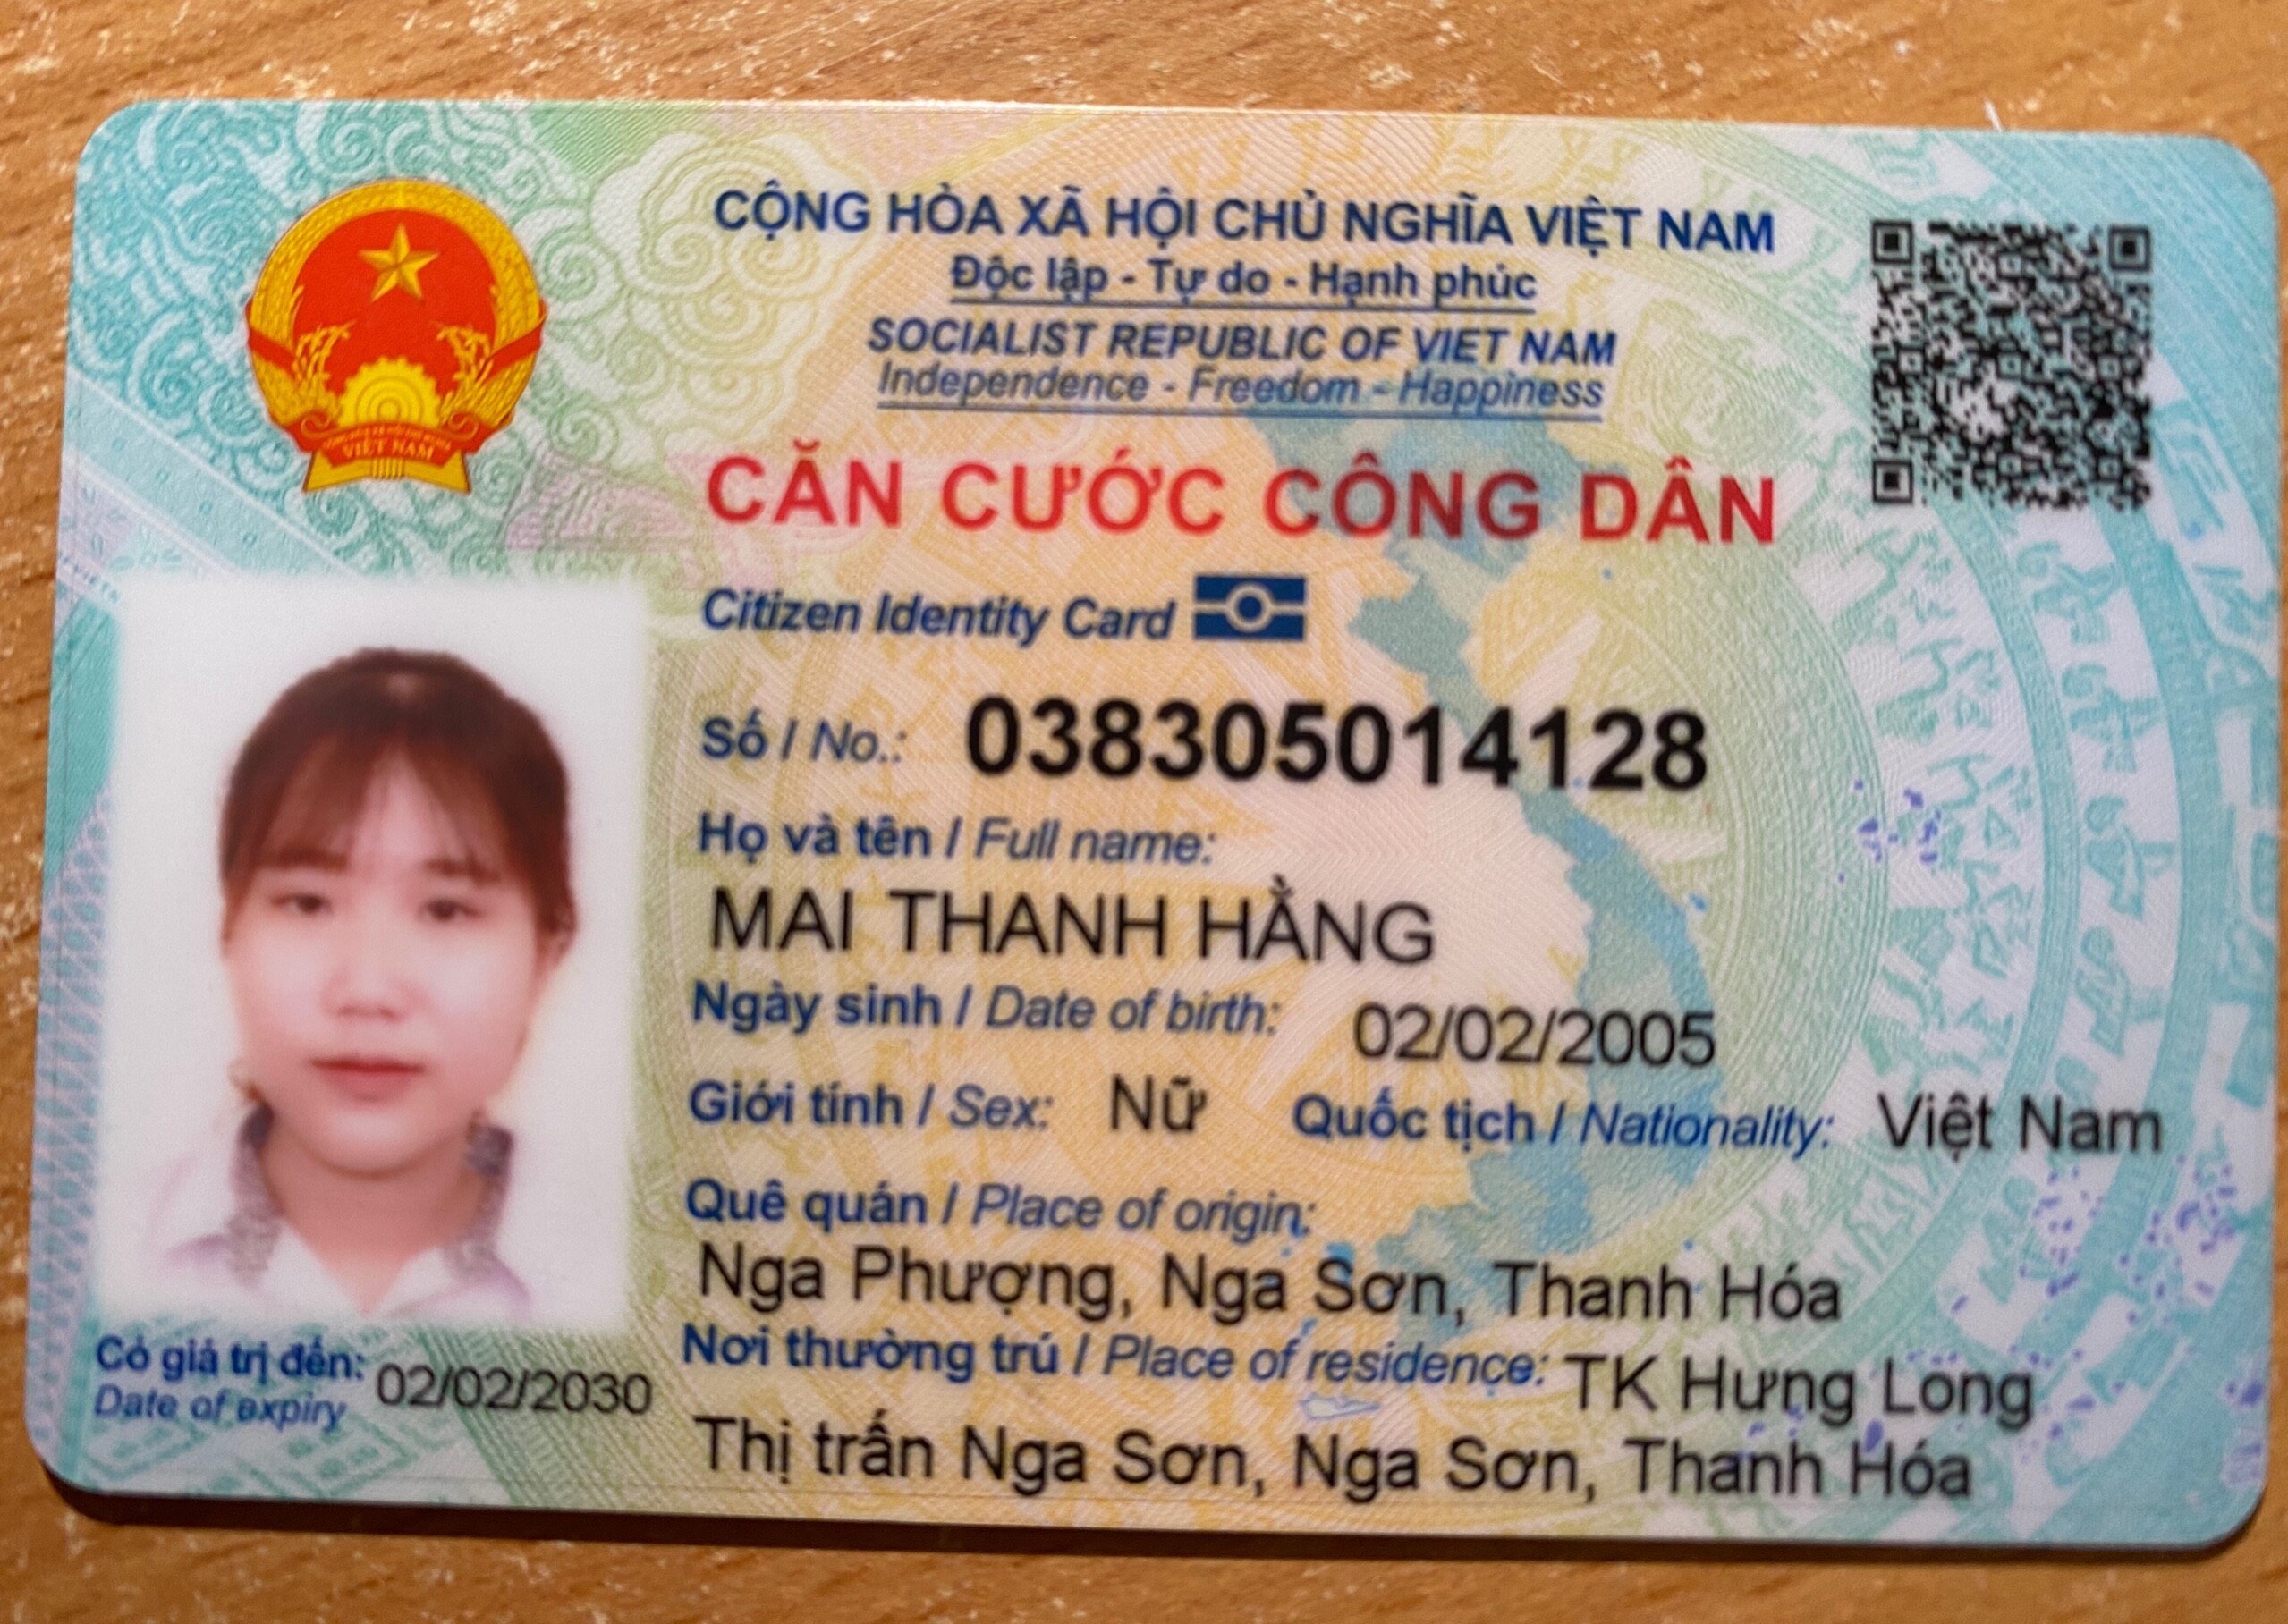 CỘNG HÒA XÃ HỘI CHỦ NGHĨA VIỆT NAM
Độc lập - Tự do - Hạnh phúc
SOCIALIST REPUBLIC OF VIET NAM
Independence - Freedom - Happiness
VIỆT NAM
CĂN CƯỚC CÔNG DÂN
Citizen Identity Card
Số / No.: 038305014128
Họ và tên / Full name:
MAI THANH HẰNG
Ngày sinh / Date of birth: 02/02/2005
Giới tính / Sex: Nữ Quốc tịch / Nationality: Việt Nam
Quê quán / Place of origin:
Nga Phượng, Nga Sơn, Thanh Hóa
Nơi thường trú / Place of residence: TK Hưng Long
Thị trấn Nga Sơn, Nga Sơn, Thanh Hóa
Có giá trị đến: 02/02/2030
Date of expiry